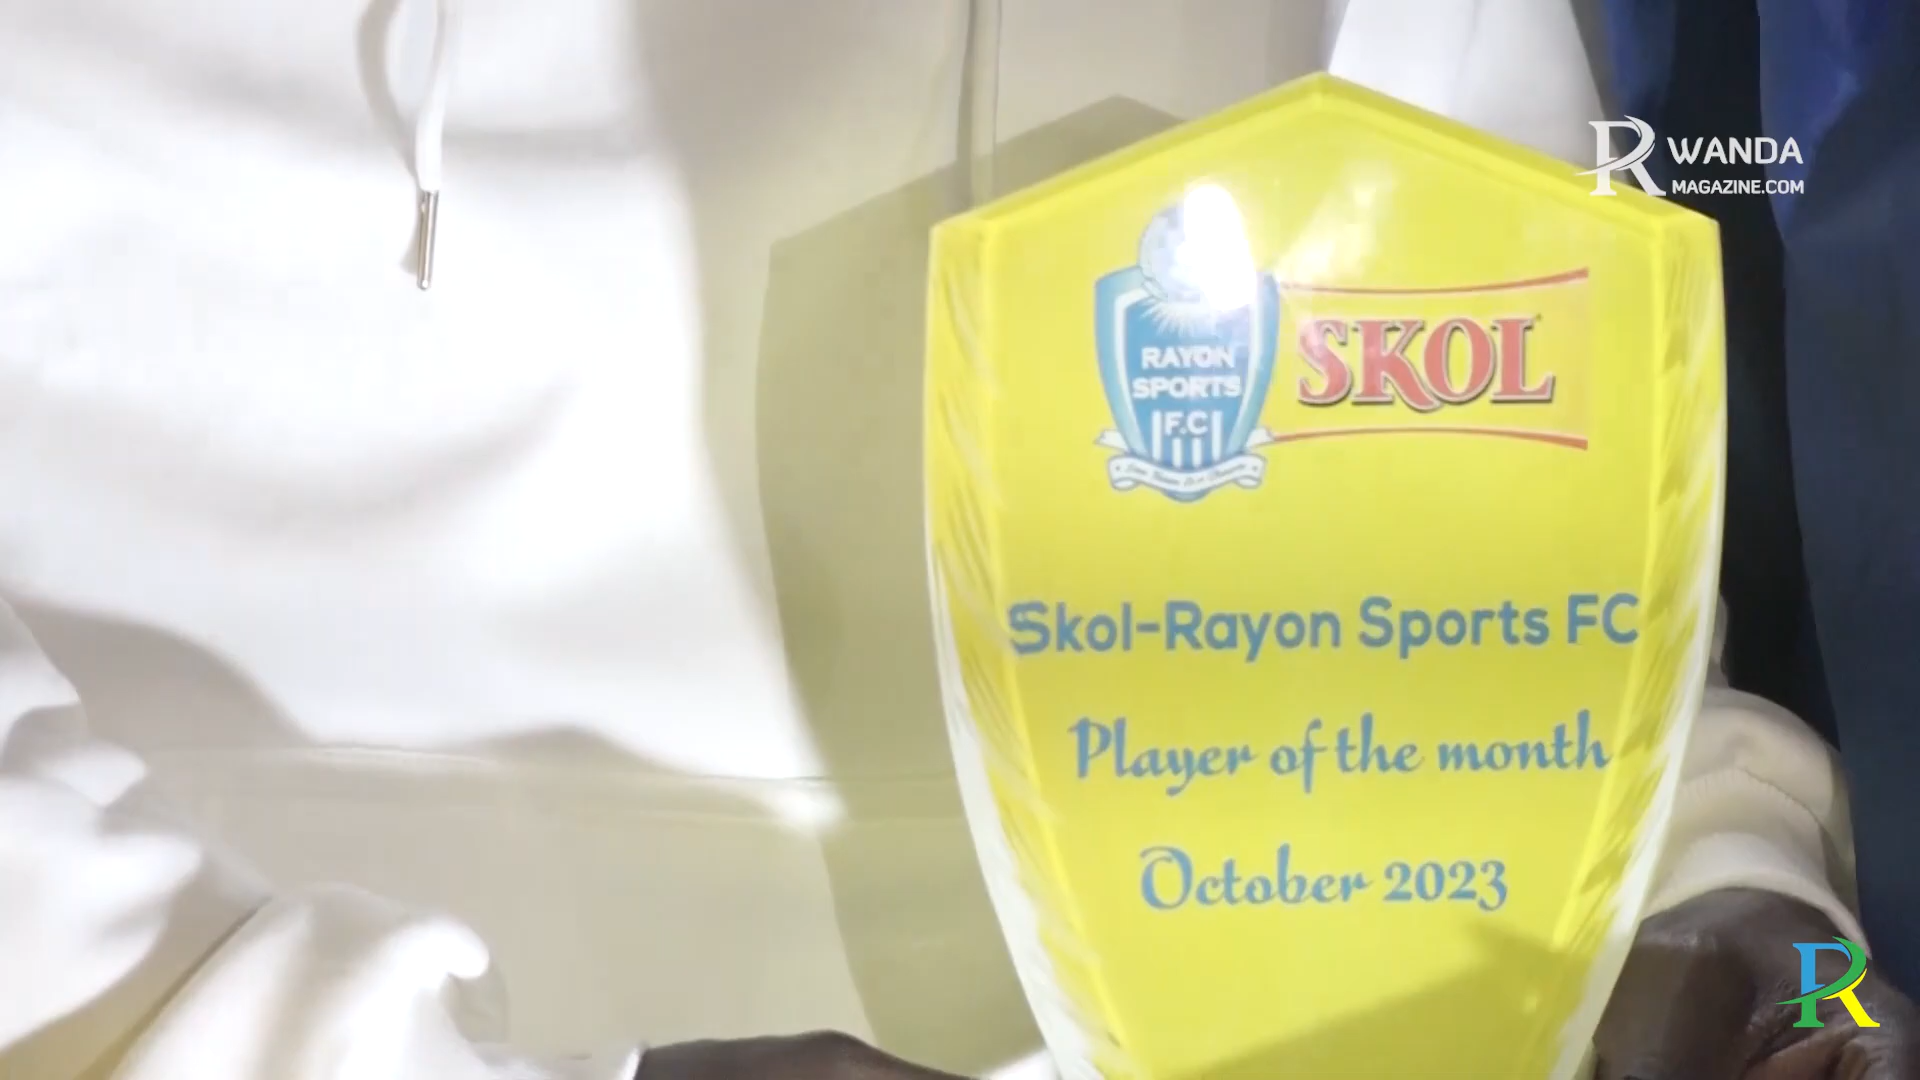 RWANDA
MAGAZINE.COM
RAYON
SPORTS
F.C
SKOL
Skol-Rayon Sports FC
Player of the month
October 2023
R